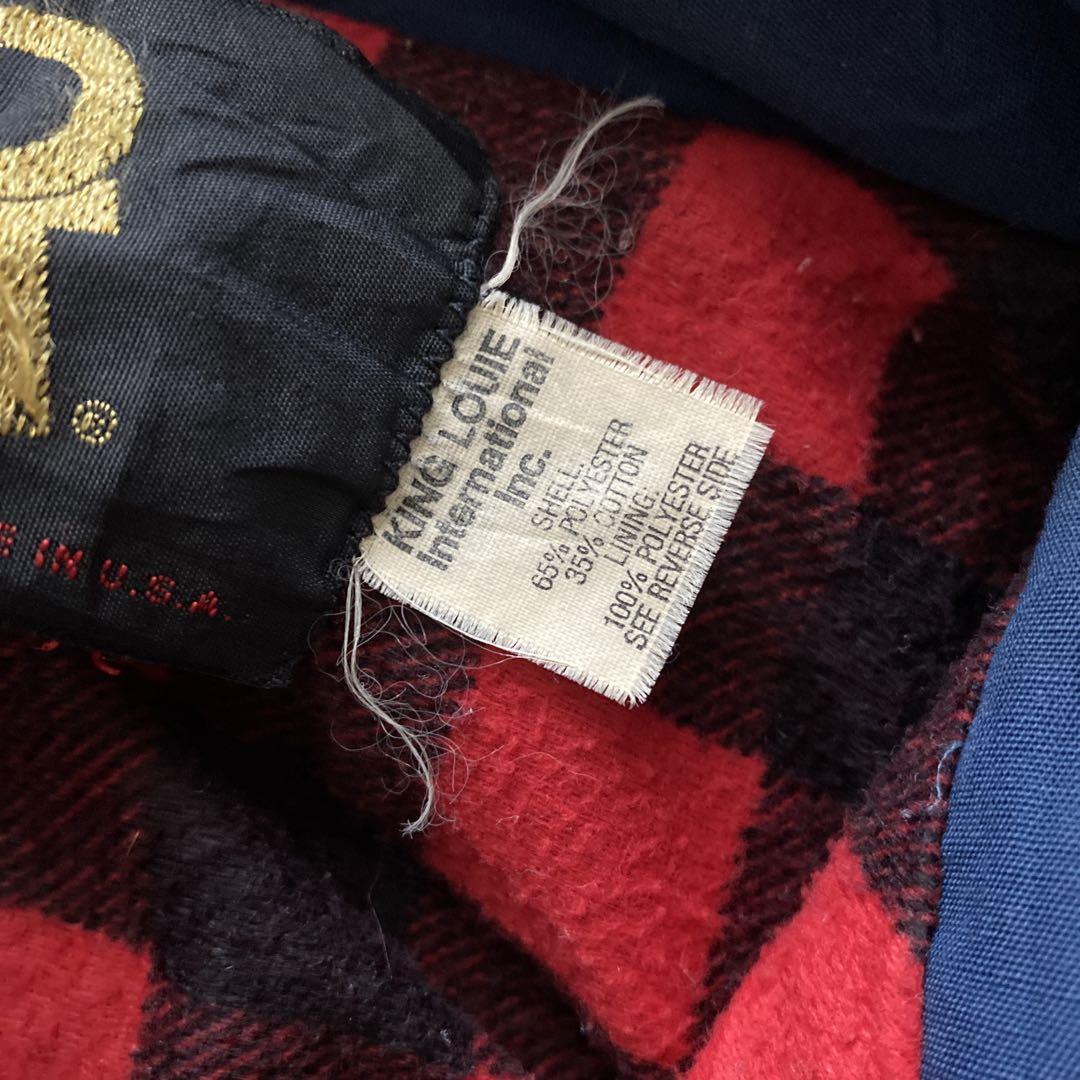 KING LOUIE
International
Inc.
SHELL:
65% POLYESTER
35% COTTON
LINING:
100% POLYESTER
SEE REVERSE SIDE
®
IN U.S.A.